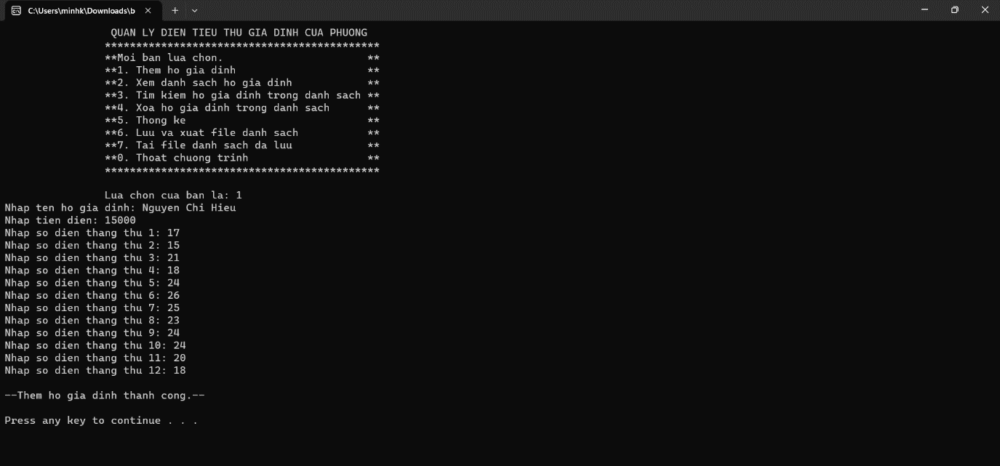 C:\Users\minhk\Downloads\b
QUAN LY DIEN TIEU THU GIA DINH CUA PHUONG
********************************************
**Moi ban lua chon. **
**1. Them ho gia dinh **
**2. Xem danh sach ho gia dinh **
**3. Tim kiem ho gia dinh trong danh sach **
**4. Xoa ho gia dinh trong danh sach **
**5. Thong ke **
**6. Luu va xuat file danh sach **
**7. Tai file danh sach da luu **
**0. Thoat chuong trinh **
********************************************
Lua chon cua ban la: 1
Nhap ten ho gia dinh: Nguyen Chi Hieu
Nhap tien dien: 15000
Nhap so dien thang thu 1: 17
Nhap so dien thang thu 2: 15
Nhap so dien thang thu 3: 21
Nhap so dien thang thu 4: 18
Nhap so dien thang thu 5: 24
Nhap so dien thang thu 6: 26
Nhap so dien thang thu 7: 25
Nhap so dien thang thu 8: 23
Nhap so dien thang thu 9: 24
Nhap so dien thang thu 10: 24
Nhap so dien thang thu 11: 20
Nhap so dien thang thu 12: 18
--Them ho gia dinh thanh cong.--
Press any key to continue . . .